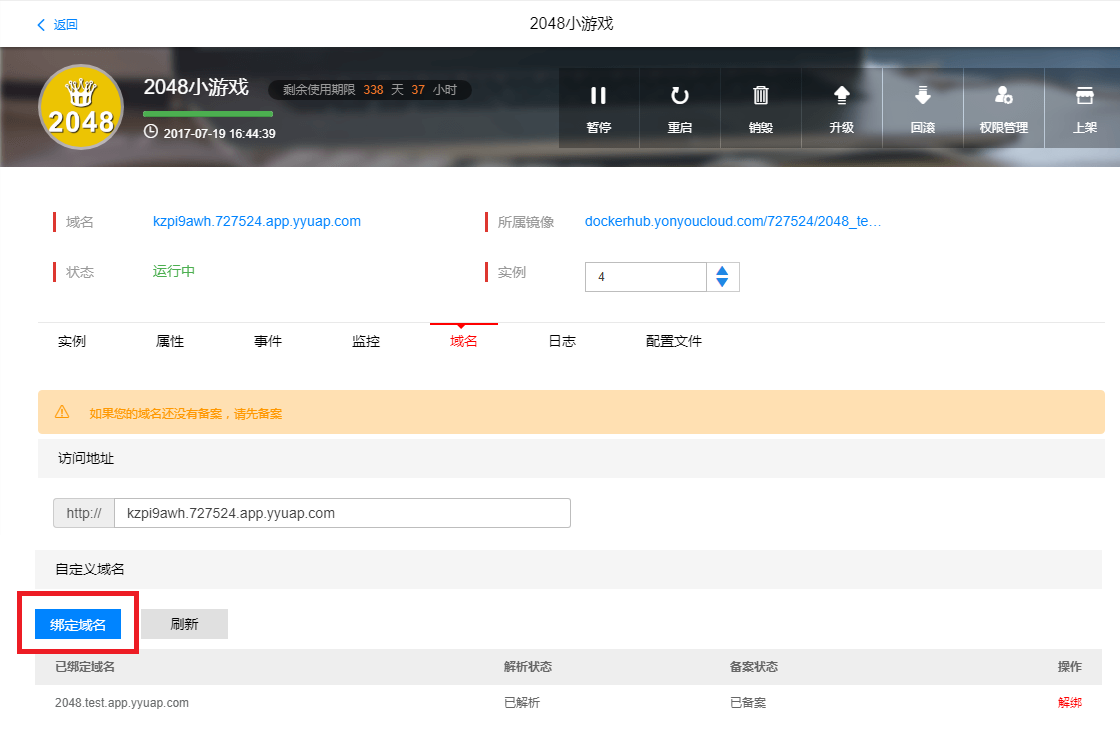 返回
2048小游戏
2048
2048小游戏
剩余使用期限 338 天 37 小时
2017-07-19 16:44:39
暂停
重启
销毁
升级
回滚
权限管理
上架
域名 kzpi9awh.727524.app.yyuap.com 所属镜像 dockerhub.yonyoucloud.com/727524/2048_te...
状态 运行中 实例 4
实例 属性 事件 监控 域名 日志 配置文件
如果您的域名还没有备案，请先备案
访问地址
http:// kzpi9awh.727524.app.yyuap.com
自定义域名
绑定域名 刷新
已绑定域名 解析状态 备案状态 操作
2048.test.app.yyuap.com 已解析 已备案 解绑